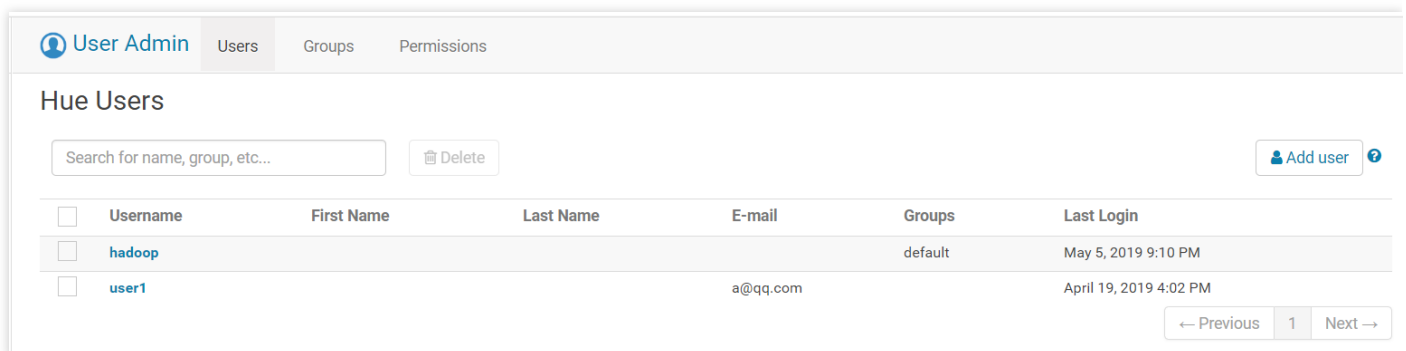 User Admin Users Groups Permissions
Hue Users
Search for name, group, etc... Delete Add user
Username First Name Last Name E-mail Groups Last Login
hadoop default May 5, 2019 9:10 PM
user1 a@qq.com April 19, 2019 4:02 PM
← Previous 1 Next →